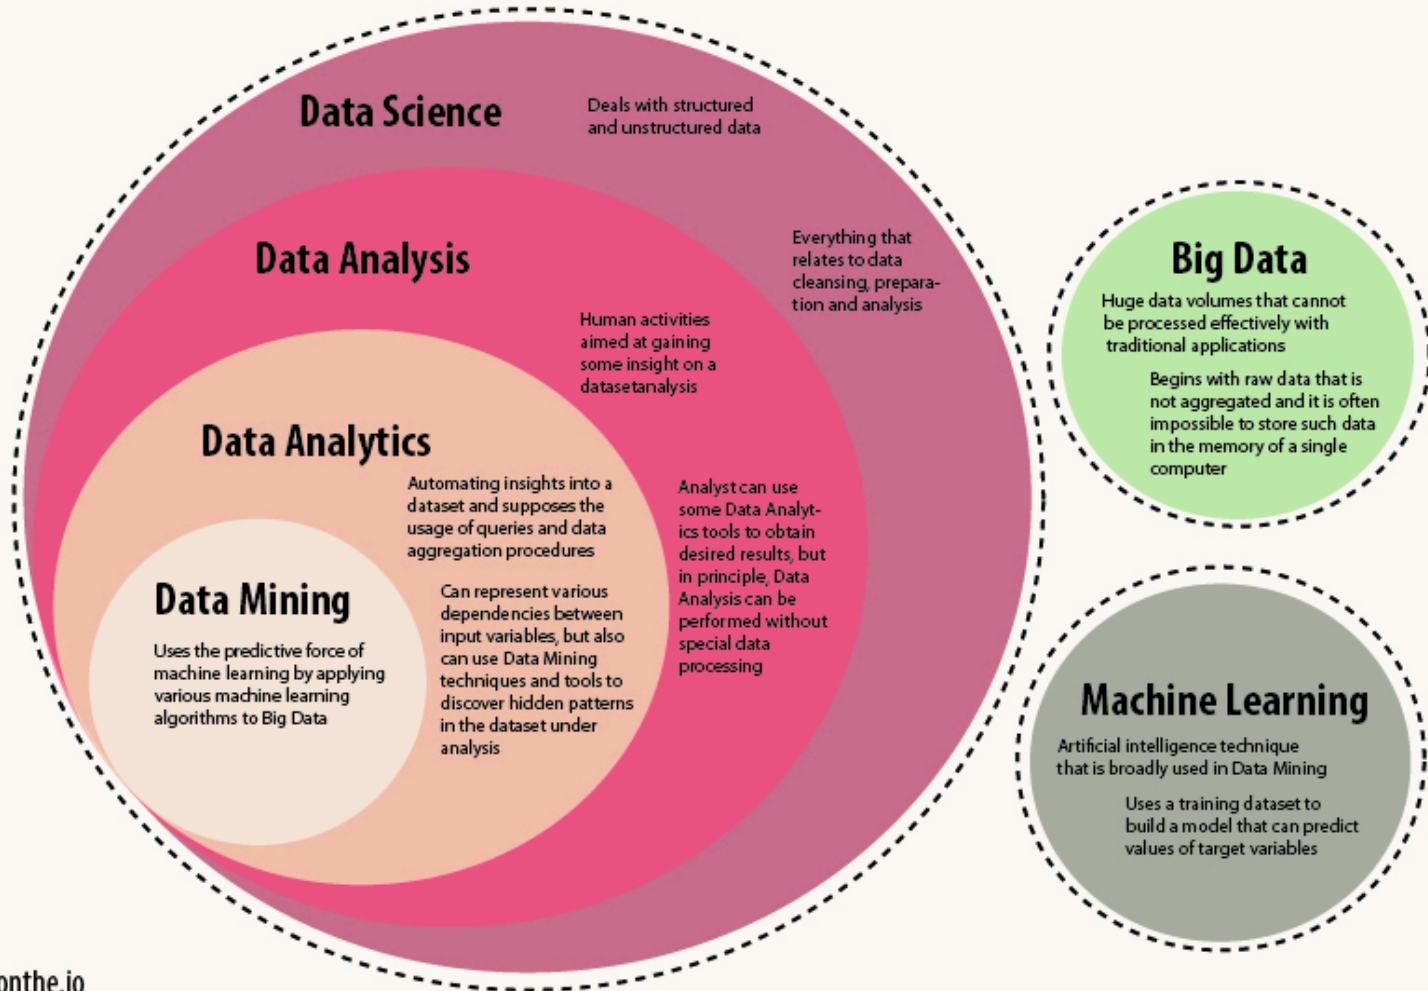 Data Science
Deals with structured
and unstructured data
Everything that
relates to data
cleansing, prepara-
tion and analysis
Data Analysis
Human activities
aimed at gaining
some insight on a
datasetanalysis
Analyst can use
some Data Analyt-
ics tools to obtain
desired results, but
in principle, Data
Analysis can be
performed without
special data
processing
Data Analytics
Automating insights into a
dataset and supposes the
usage of queries and data
aggregation procedures
Can represent various
dependencies between
input variables, but also
can use Data Mining
techniques and tools to
discover hidden patterns
in the dataset under
analysis
Data Mining
Uses the predictive force of
machine learning by applying
various machine learning
algorithms to Big Data
Big Data
Huge data volumes that cannot
be processed effectively with
traditional applications
Begins with raw data that is
not aggregated and it is often
impossible to store such data
in the memory of a single
computer
Machine Learning
Artificial intelligence technique
that is broadly used in Data Mining
Uses a training dataset to
build a model that can predict
values of target variables
onthe.io